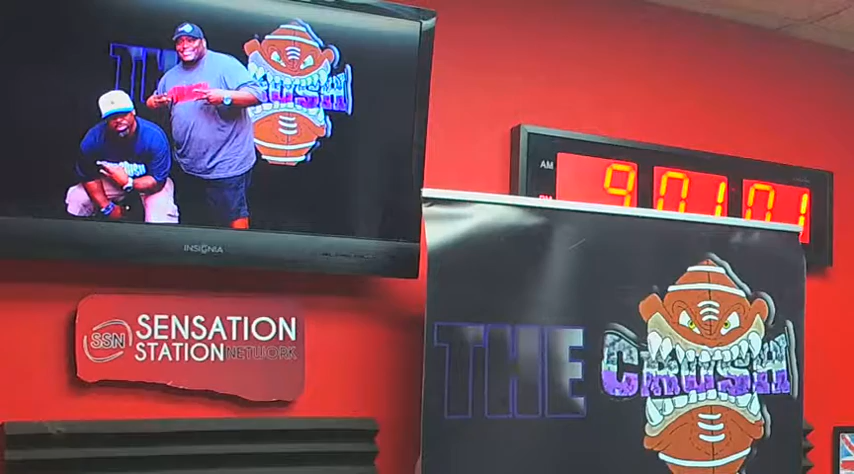 THE
CRUSH
INSIGNIA
AM
PM
9 01 01
SSN
SENSATION
STATION NETWORK
THE CRUSH